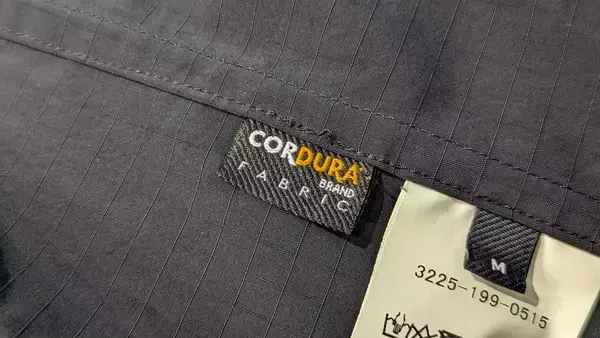 CORDURA
BRAND
FABRIC
M
3225-199-0515